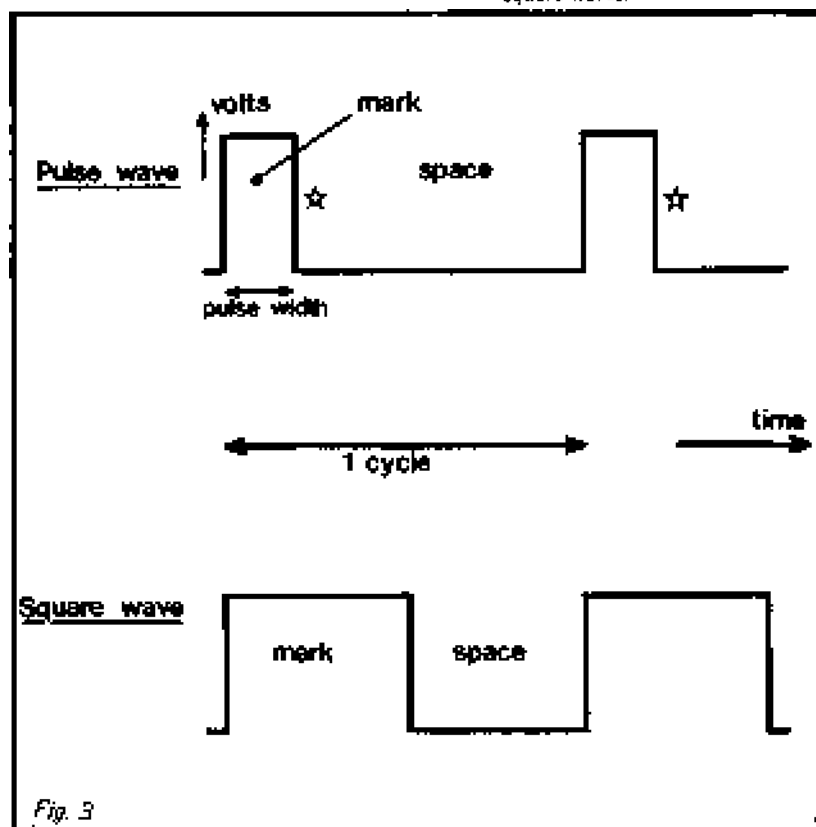 volts
mark
Pulse wave
space
pulse width
time
1 cycle
Square wave
mark
space
Fig. 3